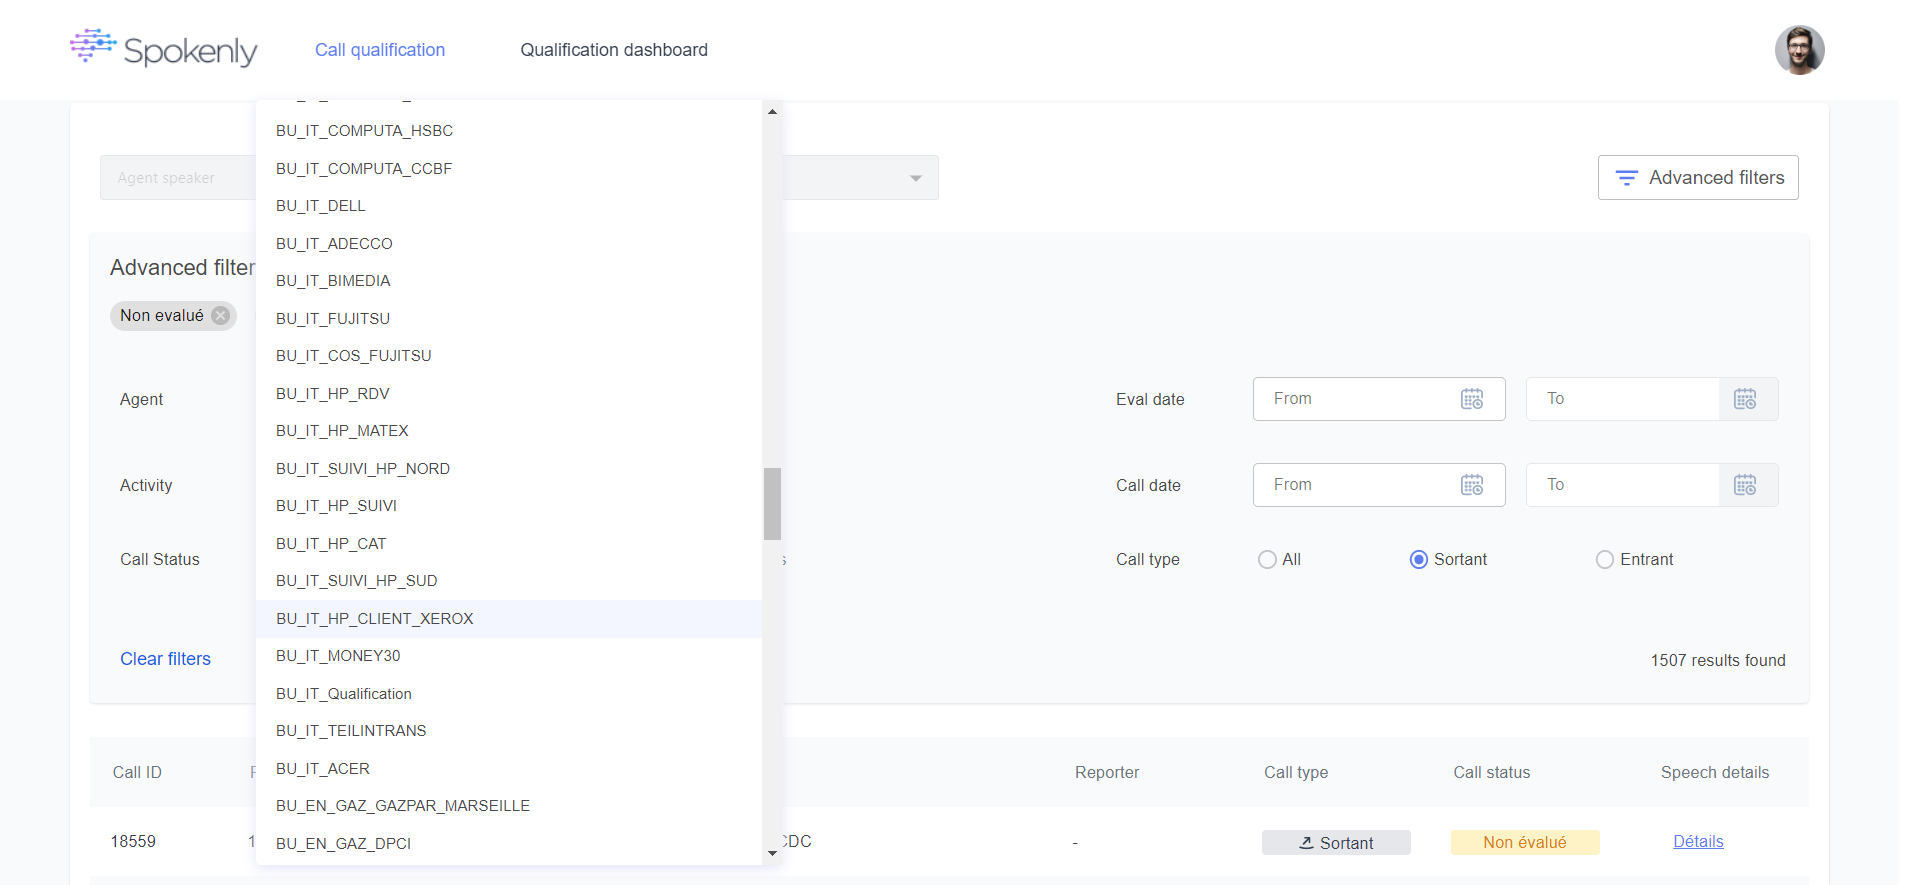 Spokenly
Call qualification
Qualification dashboard
BU_IT_COMPUTA_HSBC
BU_IT_COMPUTA_CCBF
BU_IT_DELL
BU_IT_ADECCO
BU_IT_BIMEDIA
BU_IT_FUJITSU
BU_IT_COS_FUJITSU
BU_IT_HP_RDV
BU_IT_HP_MATEX
BU_IT_SUIVI_HP_NORD
BU_IT_HP_SUIVI
BU_IT_HP_CAT
BU_IT_SUIVI_HP_SUD
BU_IT_HP_CLIENT_XEROX
BU_IT_MONEY30
BU_IT_Qualification
BU_IT_TEILINTRANS
BU_IT_ACER
BU_EN_GAZ_GAZPAR_MARSEILLE
BU_EN_GAZ_DPCI
Agent speaker
Advanced filters
Advanced filter
Non evalué
Agent
Eval date
From
To
Activity
Call date
From
To
Call Status
Call type
All
Sortant
Entrant
Clear filters
1507 results found
Call ID
Reporter
Call type
Call status
Speech details
18559
CDC
-
Sortant
Non évalué
Détails